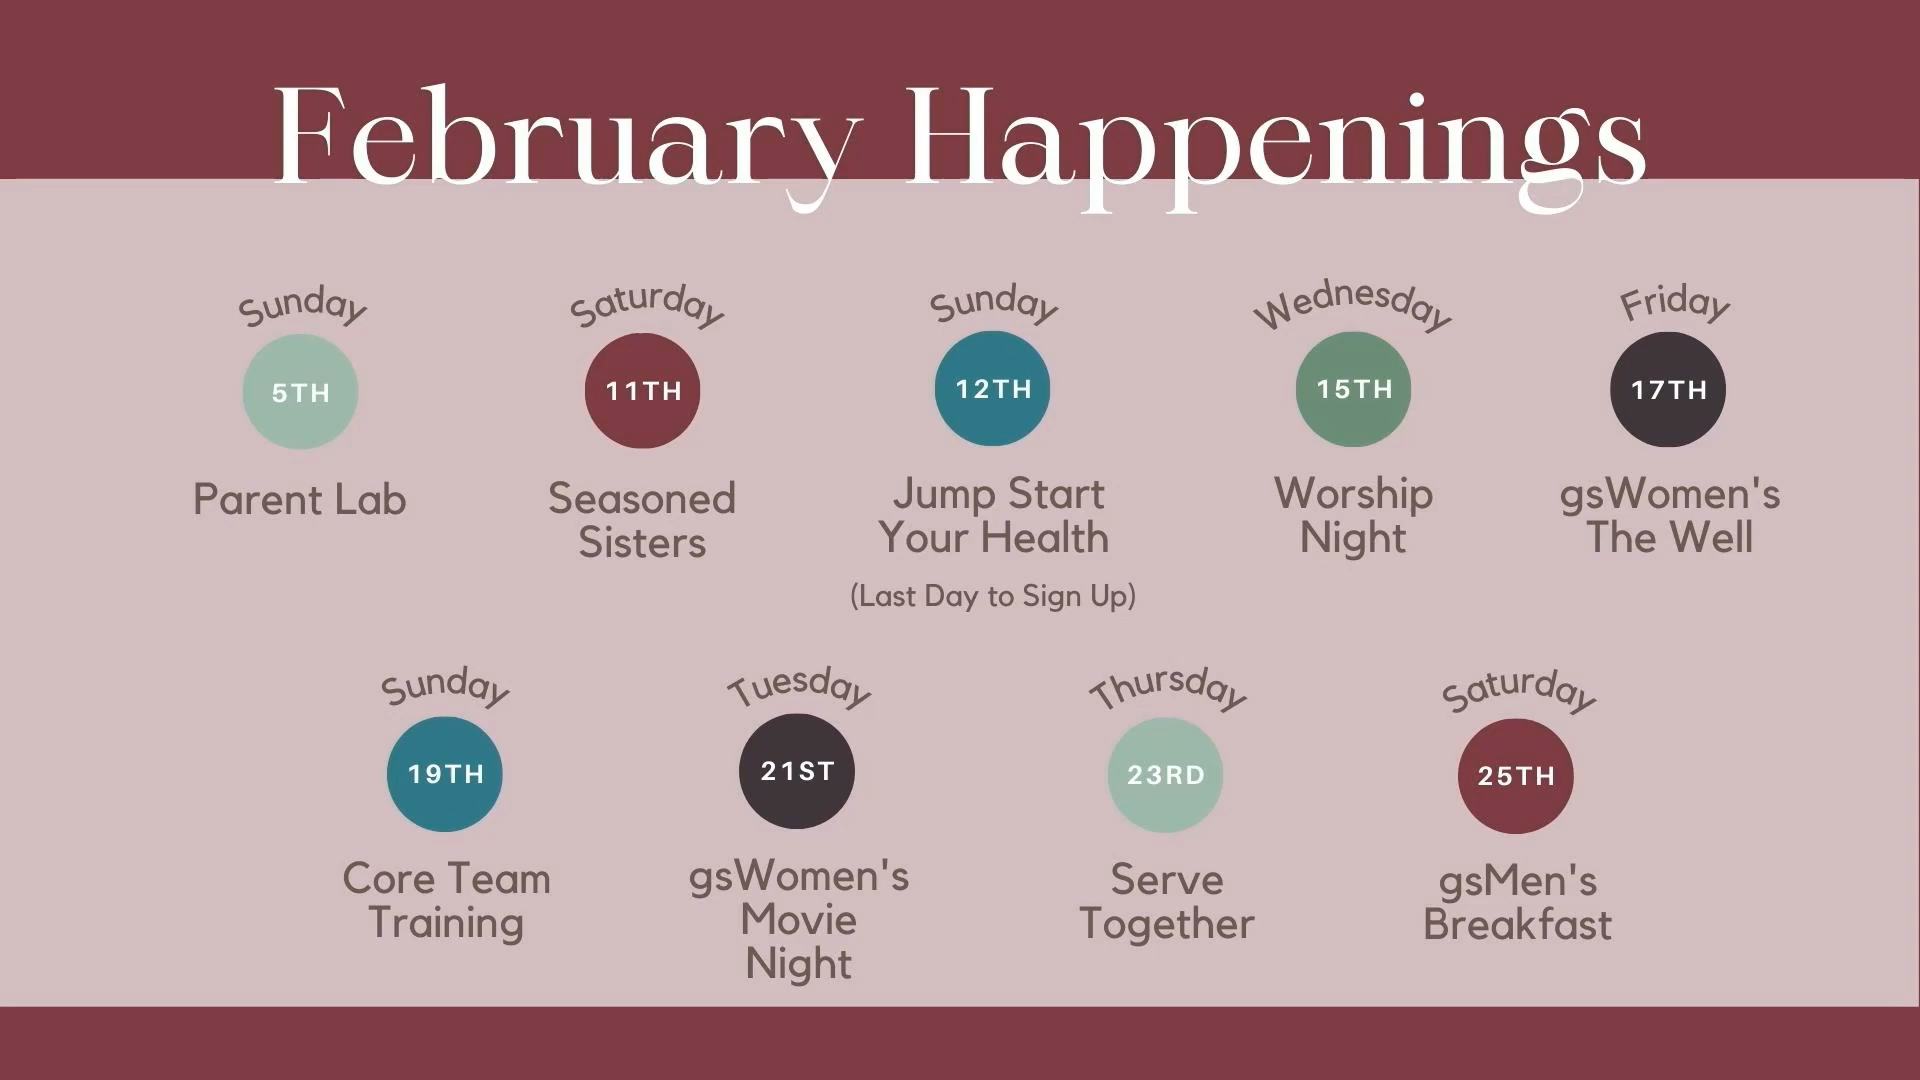 February Happenings
Sunday
5TH
Parent Lab
Saturday
11TH
Seasoned
Sisters
Sunday
12TH
Jump Start
Your Health
(Last Day to Sign Up)
Wednesday
15TH
Worship
Night
Friday
17TH
gsWomen's
The Well
Sunday
19TH
Core Team
Training
Tuesday
21ST
gsWomen's
Movie
Night
Thursday
23RD
Serve
Together
Saturday
25TH
gsMen's
Breakfast